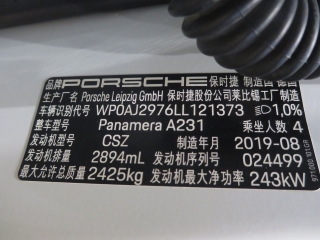 品牌 PORSCHE 保时捷 制造国 德国
生产厂名 Porsche Leipzig GmbH 保时捷股份公司莱比锡工厂制造
车辆识别代号 WP0AJ2976LL121373 1,0%
整车型号 Panamera A231 乘坐人数 4
发动机型号 CSZ 制造年月 2019-08
发动机排量 2894mL 发动机序列号 024499
最大允许总质量 2425kg 发动机最大净功率 243kW